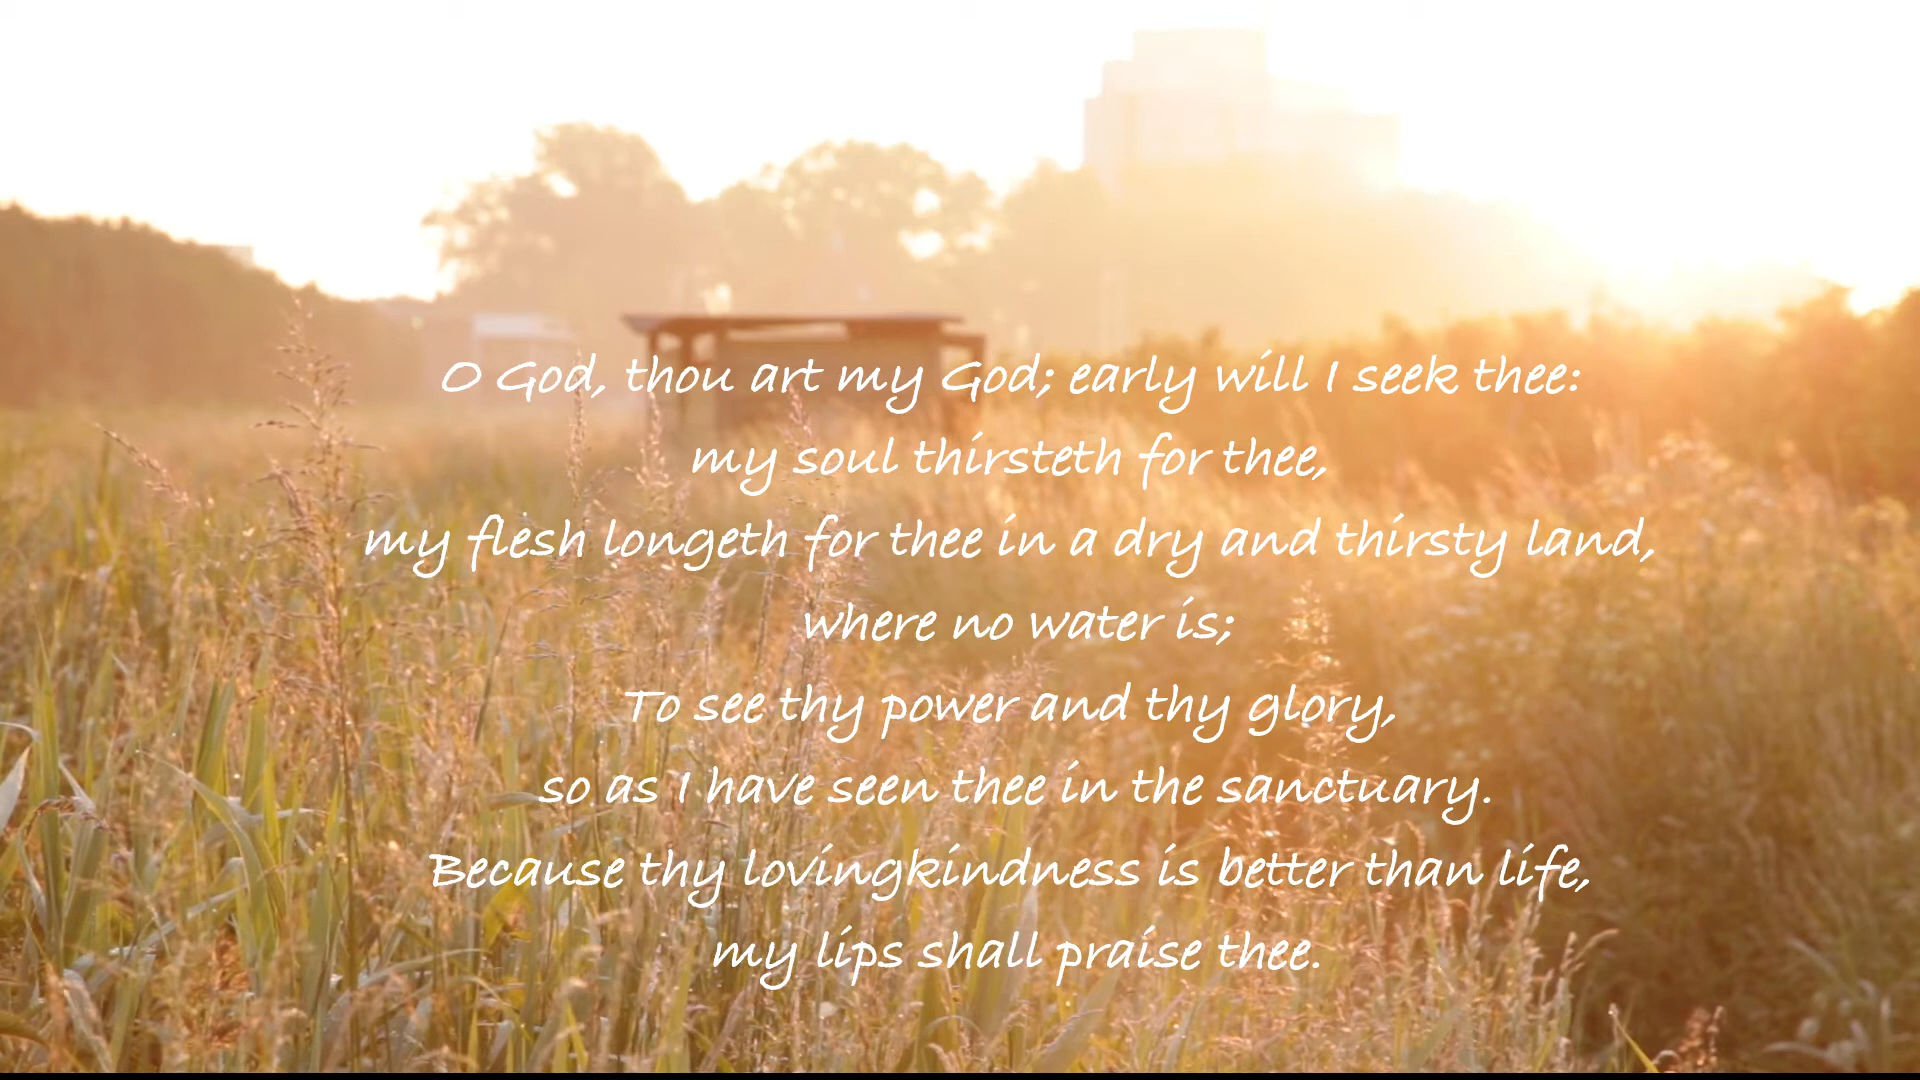 O God, thou art my God; early will I seek thee:
my soul thirsteth for thee,
my flesh longeth for thee in a dry and thirsty land,
where no water is;
To see thy power and thy glory,
so as I have seen thee in the sanctuary.
Because thy lovingkindness is better than life,
my lips shall praise thee.